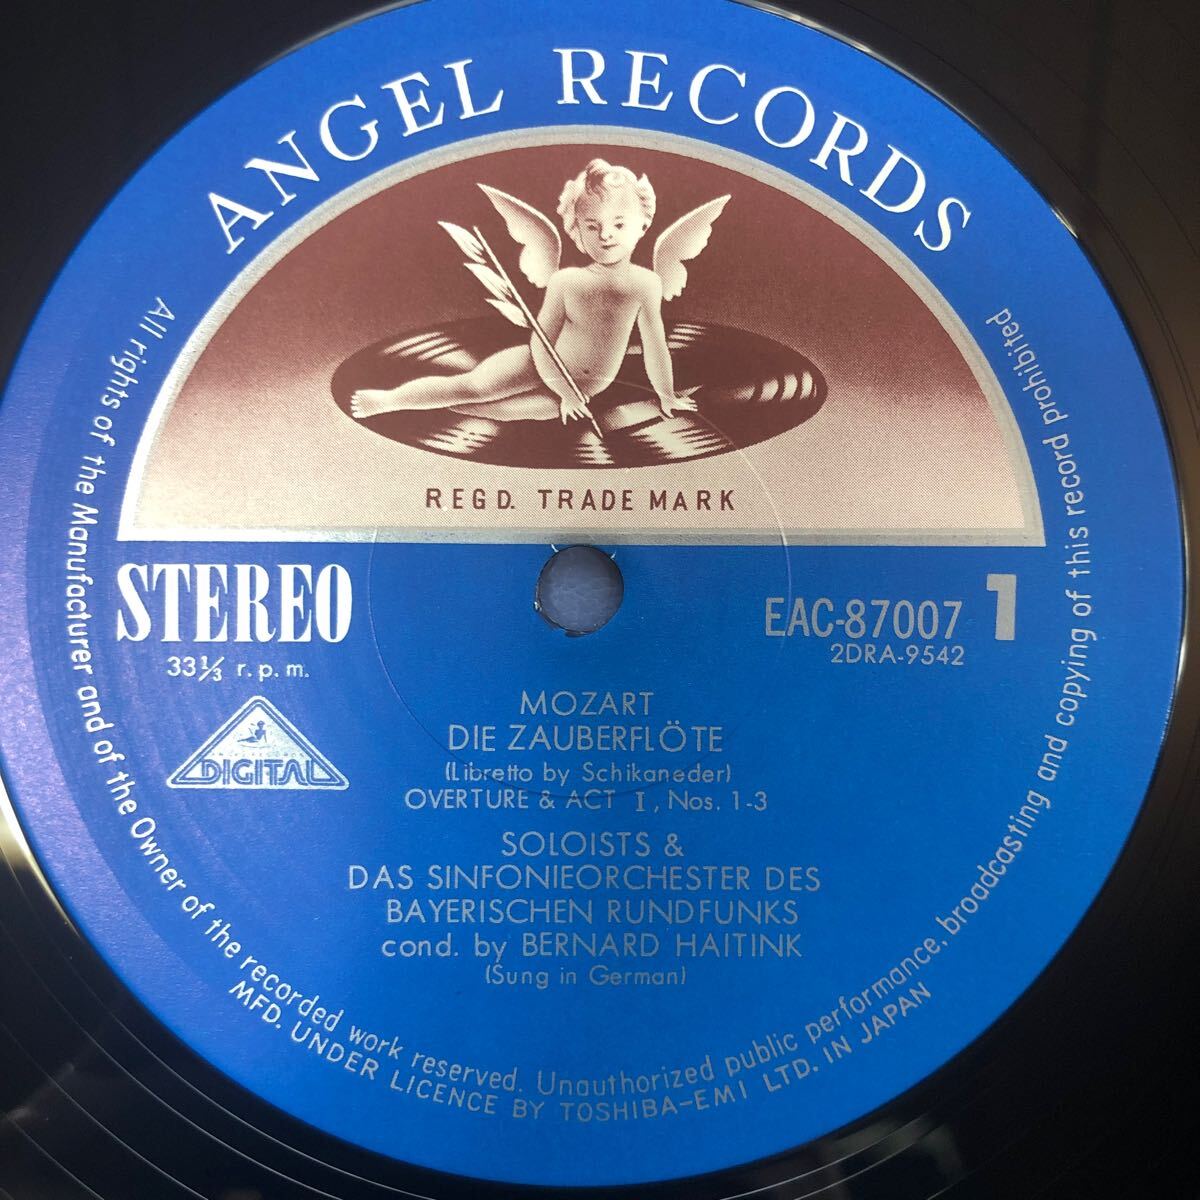 ANGEL RECORDS
REGD. TRADE MARK
STEREO
33⅓ r.p.m.
DIGITAL
EAC-87007 1
2DRA-9542
MOZART
DIE ZAUBERFLÖTE
(Libretto by Schikaneder)
OVERTURE & ACT I, Nos. 1-3
SOLOISTS &
DAS SINFONIEORCHESTER DES
BAYERISCHEN RUNDFUNKS
cond. by BERNARD HAITINK
(Sung in German)
All rights of the Manufacturer and of the Owner of the recorded work reserved. Unauthorized public performance, broadcasting and copying of this record prohibited
MFD. UNDER LICENCE BY TOSHIBA-EMI LTD. IN JAPAN